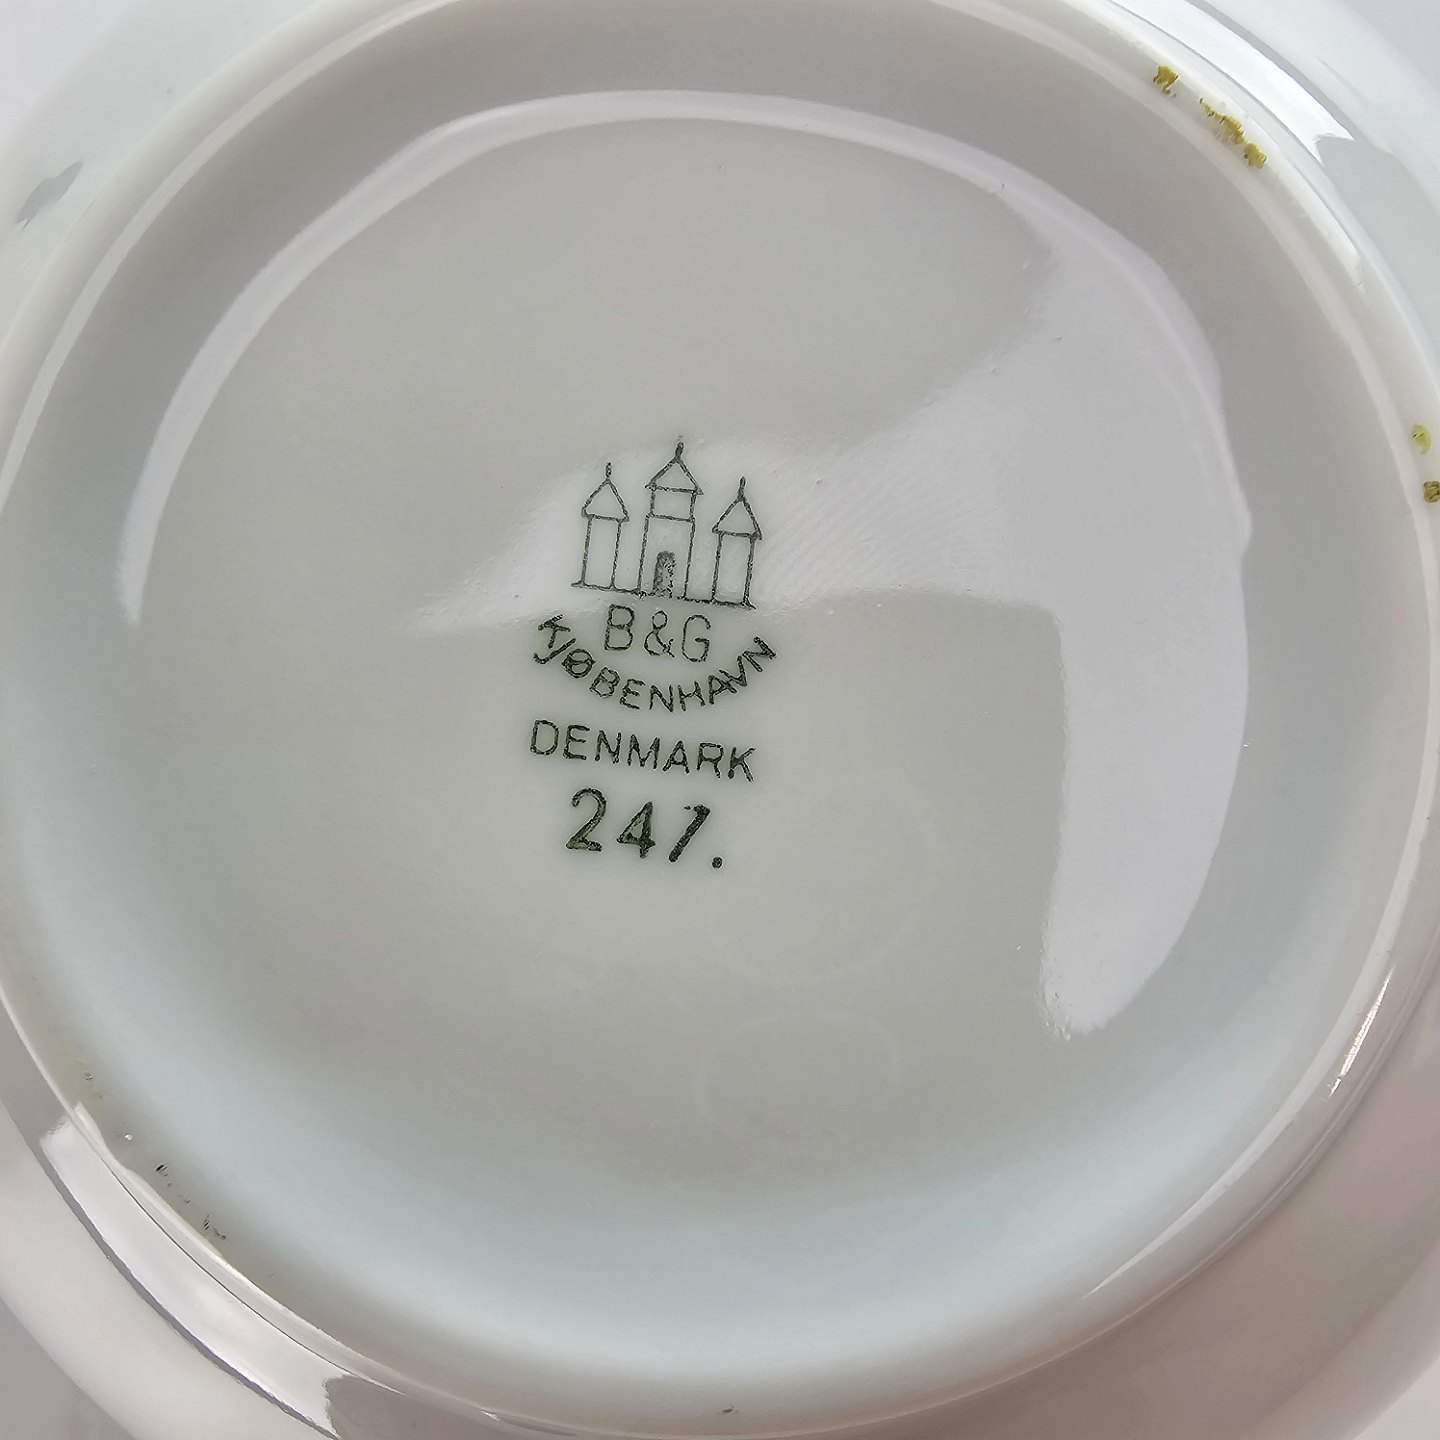 B&G
KJØBENHAVN
DENMARK
247.